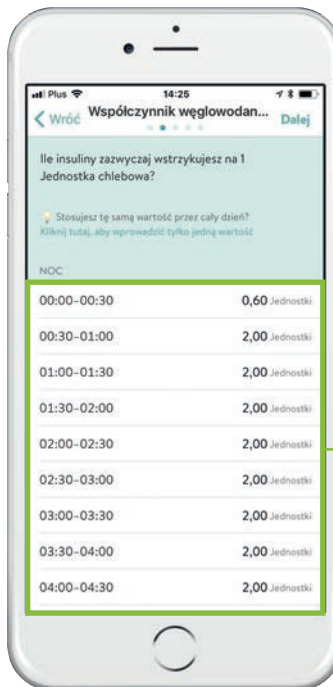 Plus 14:25
Wróć Współczynnik węglowodan... Dalej
Ile insuliny zazwyczaj wstrzykujesz na 1
Jednostka chlebowa?
Stosujesz tę samą wartość przez cały dzień?
Kliknij tutaj, aby wprowadzić tylko jedną wartość
NOC
00:00-00:30 0,60 Jednostki
00:30-01:00 2,00 Jednostki
01:00-01:30 2,00 Jednostki
01:30-02:00 2,00 Jednostki
02:00-02:30 2,00 Jednostki
02:30-03:00 2,00 Jednostki
03:00-03:30 2,00 Jednostki
03:30-04:00 2,00 Jednostki
04:00-04:30 2,00 Jednostki